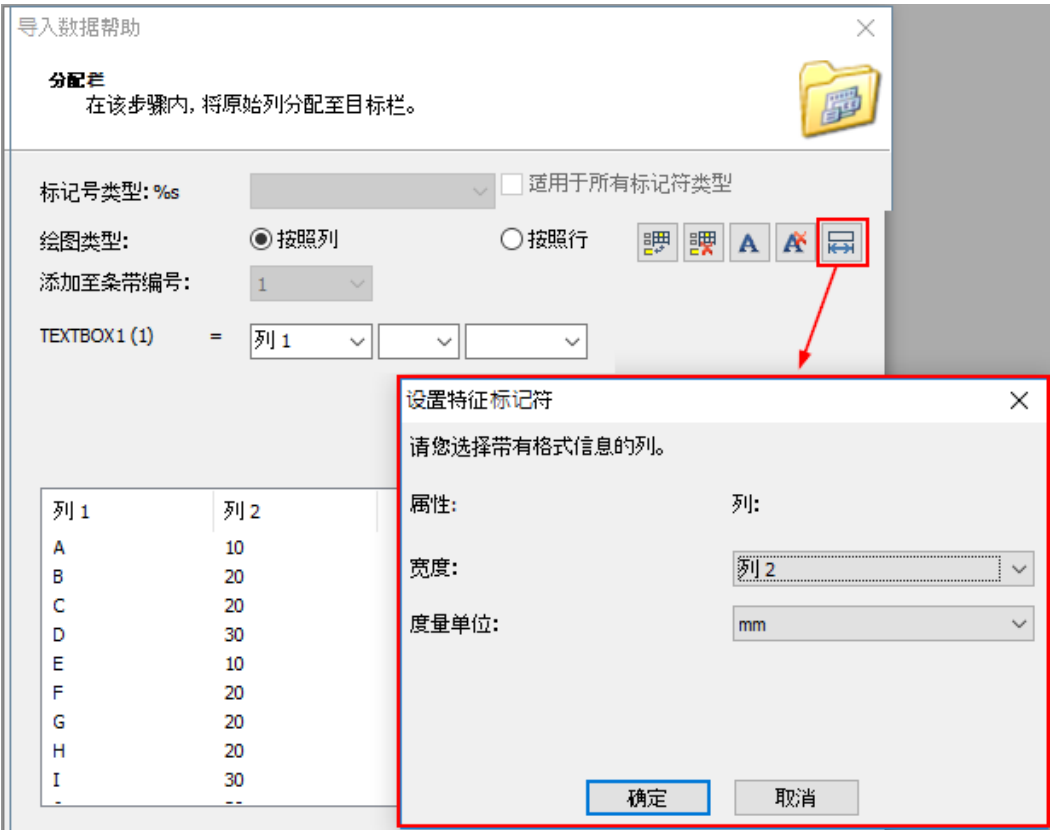 导入数据帮助
分配栏
在该步骤内, 将原始列分配至目标栏。
标记号类型: %s
适用于所有标记符类型
绘图类型:
按照列
按照行
添加至条带编号:
1
TEXTBOX1 (1) = 列 1
设置特征标记符
请您选择带有格式信息的列。
属性: 列:
宽度: 列 2
度量单位: mm
确定 取消
列 1 列 2
A 10
B 20
C 20
D 30
E 10
F 20
G 20
H 20
I 30